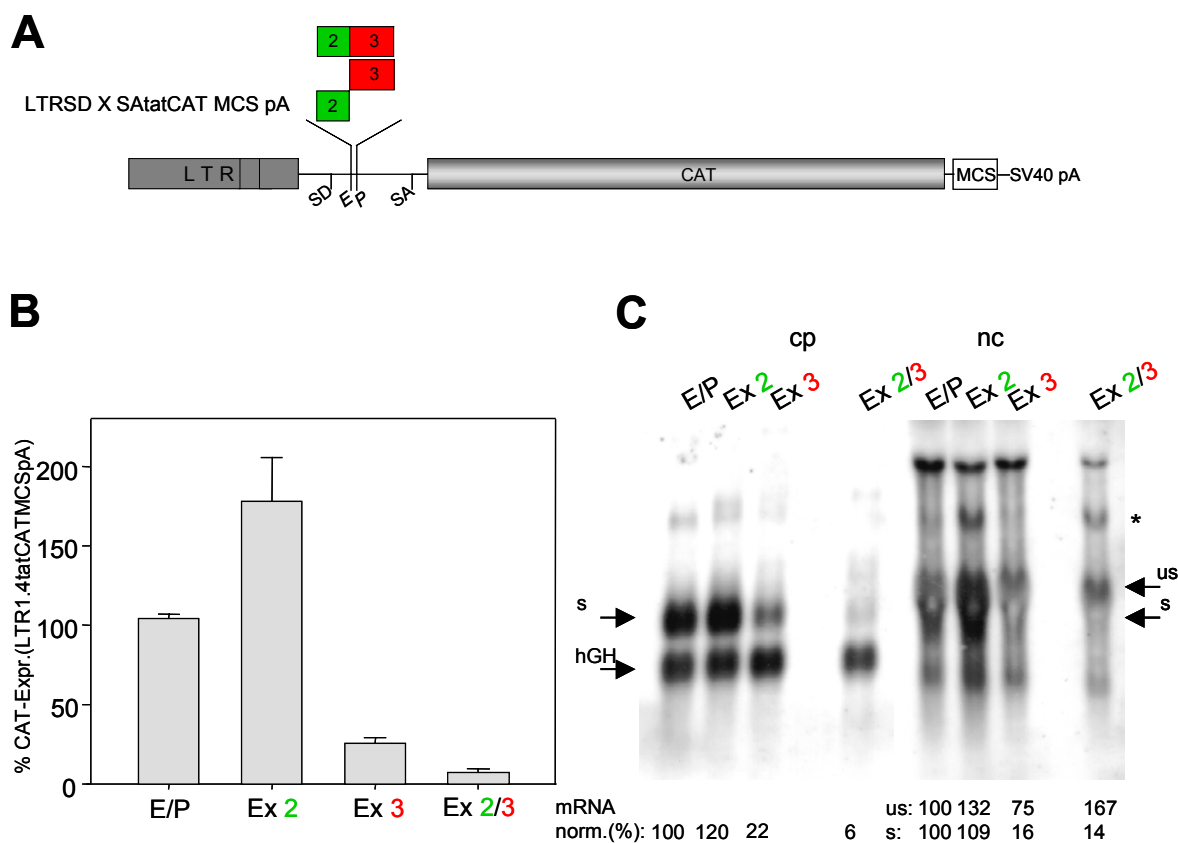 A
2 3
3
2
LTRSD X SAtatCAT MCS pA
L T R
CAT
MCS
SV40 pA
SD
E
P
SA
B
% CAT-Expr.(LTR1.4tatCATMCSpA)
200
150
100
50
0
E/P Ex 2 Ex 3 Ex 2/3
C
cp nc
E/P Ex 2 Ex 3 Ex 2/3 E/P Ex 2 Ex 3 Ex 2/3
*
us
s s
hGH
mRNA us: 100 132 75 167
norm.(%): 100 120 22 6 s: 100 109 16 14